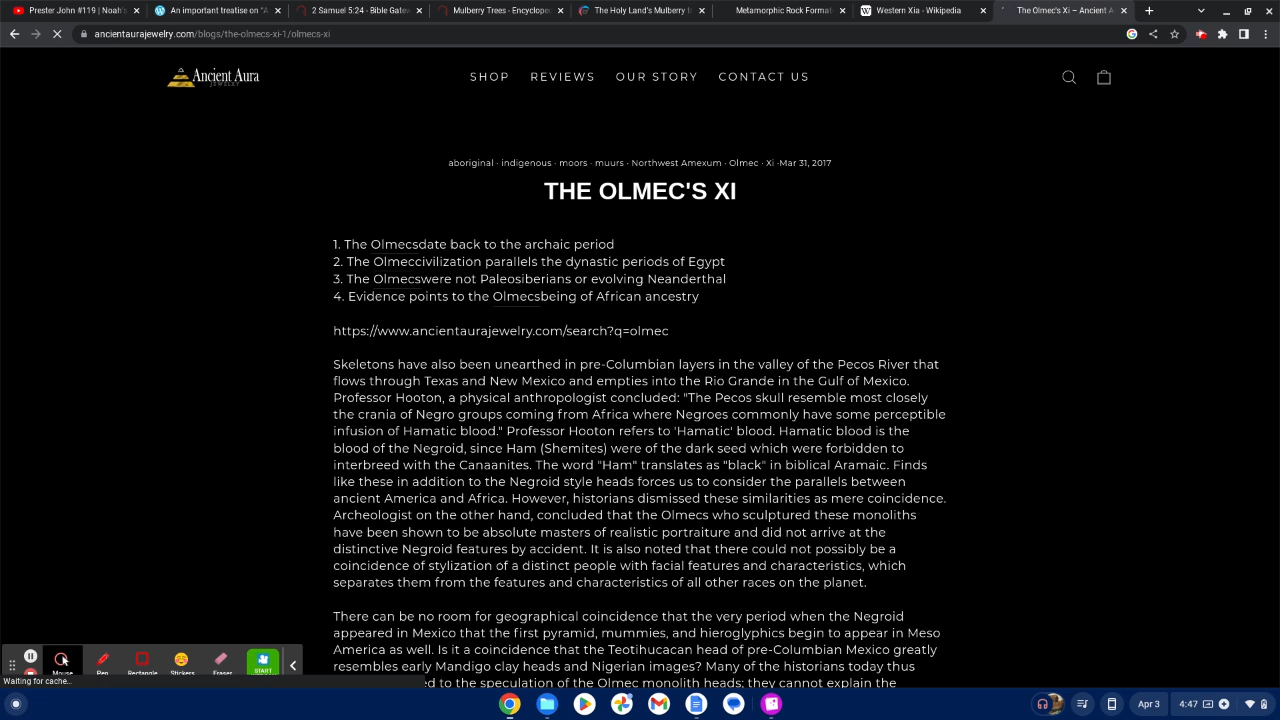 Prester John #119 | Noah's
An important treatise on "A
2 Samuel 5:24 - Bible Gatew
Mulberry Trees - Encyclope
The Holy Land's Mulberry t
Metamorphic Rock Format
Western Xia - Wikipedia
The Olmec's Xi – Ancient A
ancientaurajewelry.com/blogs/the-olmecs-xi-1/olmecs-xi
Ancient Aura
JEWELRY
SHOP REVIEWS OUR STORY CONTACT US
aboriginal · indigenous · moors · muurs · Northwest Amexum · Olmec · Xi ·Mar 31, 2017
THE OLMEC'S XI
1. The Olmecsdate back to the archaic period
2. The Olmeccivilization parallels the dynastic periods of Egypt
3. The Olmecswere not Paleosiberians or evolving Neanderthal
4. Evidence points to the Olmecsbeing of African ancestry
https://www.ancientaurajewelry.com/search?q=olmec
Skeletons have also been unearthed in pre-Columbian layers in the valley of the Pecos River that
flows through Texas and New Mexico and empties into the Rio Grande in the Gulf of Mexico.
Professor Hooton, a physical anthropologist concluded: "The Pecos skull resemble most closely
the crania of Negro groups coming from Africa where Negroes commonly have some perceptible
infusion of Hamatic blood." Professor Hooton refers to 'Hamatic' blood. Hamatic blood is the
blood of the Negroid, since Ham (Shemites) were of the dark seed which were forbidden to
interbreed with the Canaanites. The word "Ham" translates as "black" in biblical Aramaic. Finds
like these in addition to the Negroid style heads forces us to consider the parallels between
ancient America and Africa. However, historians dismissed these similarities as mere coincidence.
Archeologist on the other hand, concluded that the Olmecs who sculptured these monoliths
have been shown to be absolute masters of realistic portraiture and did not arrive at the
distinctive Negroid features by accident. It is also noted that there could not possibly be a
coincidence of stylization of a distinct people with facial features and characteristics, which
separates them from the features and characteristics of all other races on the planet.
There can be no room for geographical coincidence that the very period when the Negroid
appeared in Mexico that the first pyramid, mummies, and hieroglyphics begin to appear in Meso
America as well. Is it a coincidence that the Teotihucacan head of pre-Columbian Mexico greatly
resembles early Mandigo clay heads and Nigerian images? Many of the historians today thus
ed to the speculation of the Olmec monolith heads; they cannot explain the
Mouse Pen Rectangle Stickers Eraser START
Waiting for cache...
Apr 3 4:47